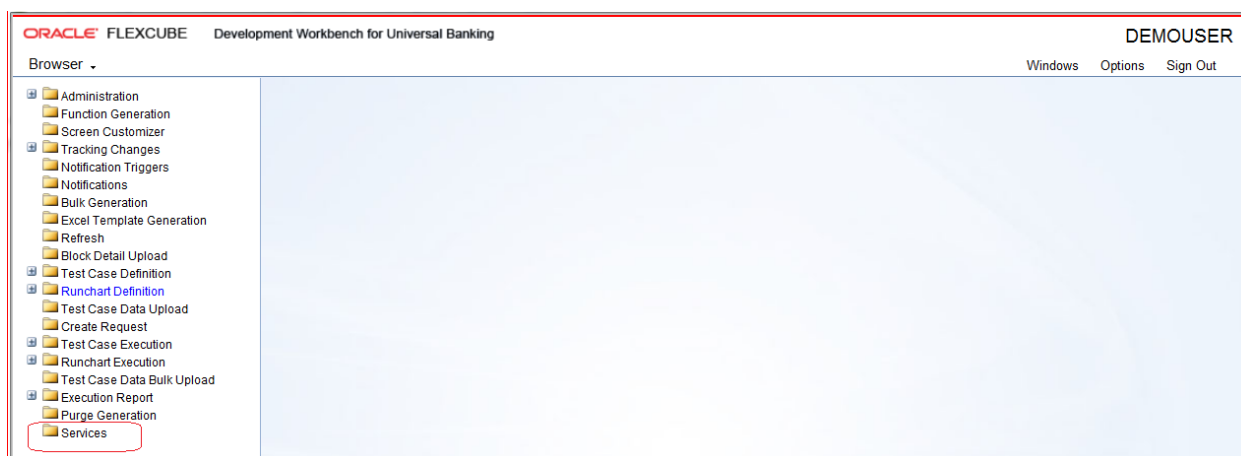 ORACLE FLEXCUBE Development Workbench for Universal Banking DEMOUSER
Browser Windows Options Sign Out
Administration
Function Generation
Screen Customizer
Tracking Changes
Notification Triggers
Notifications
Bulk Generation
Excel Template Generation
Refresh
Block Detail Upload
Test Case Definition
Runchart Definition
Test Case Data Upload
Create Request
Test Case Execution
Runchart Execution
Test Case Data Bulk Upload
Execution Report
Purge Generation
Services